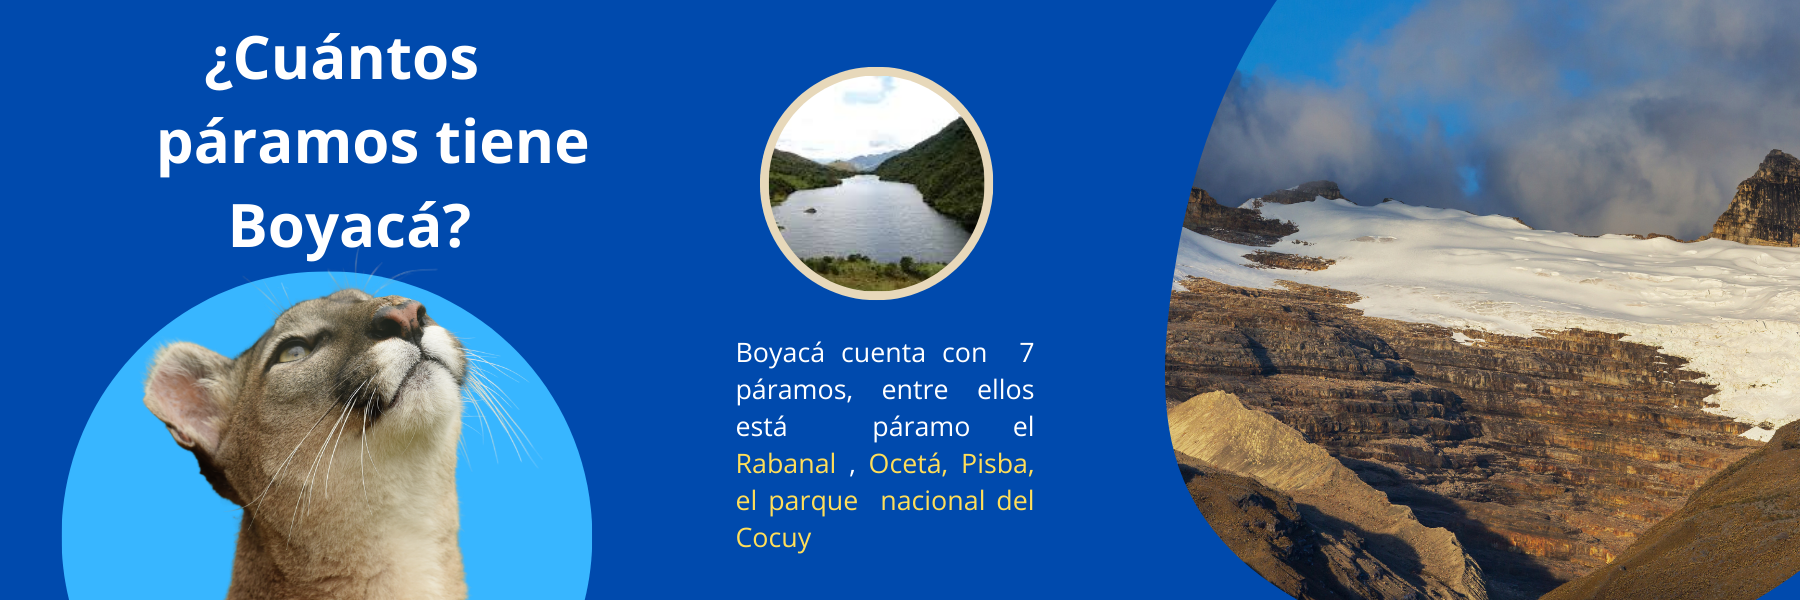 ¿Cuántos
páramos tiene
Boyacá?
Boyacá cuenta con 7
páramos, entre ellos
está páramo el
Rabanal , Ocetá, Pisba,
el parque nacional del
Cocuy